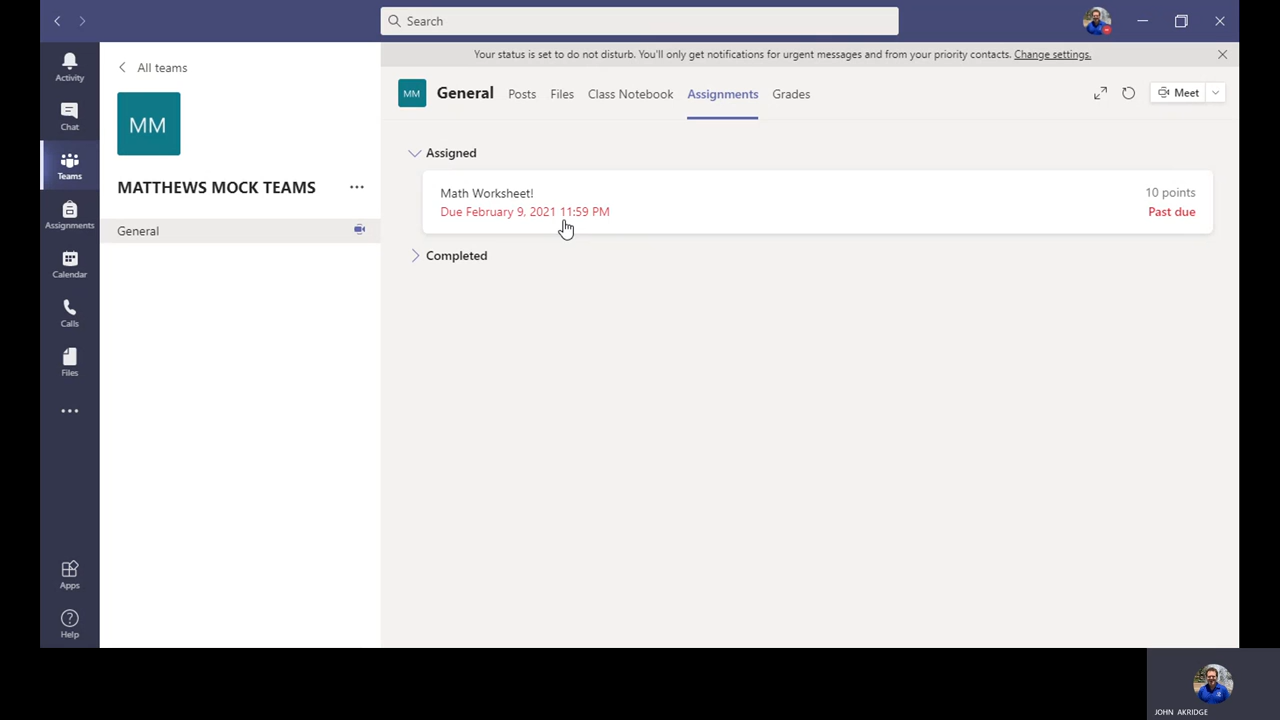 Search
Your status is set to do not disturb. You'll only get notifications for urgent messages and from your priority contacts. Change settings.
Activity
Chat
Teams
Assignments
Calendar
Calls
Files
Apps
Help
All teams
MM
MATTHEWS MOCK TEAMS
General
MM General Posts Files Class Notebook Assignments Grades
Meet
Assigned
Math Worksheet!
10 points
Due February 9, 2021 11:59 PM
Past due
Completed
JOHN AKRIDGE